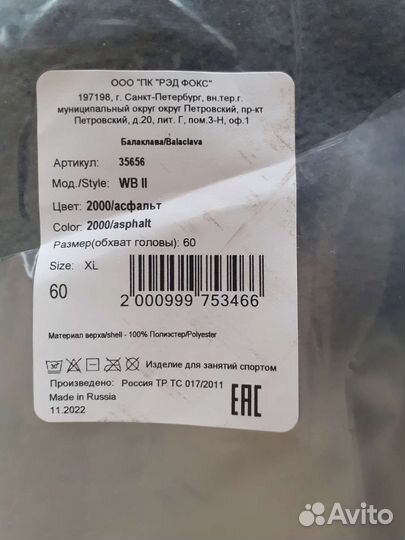 ООО "ПК "РЭД ФОКС"
197198, г. Санкт-Петербург, вн.тер.г.
муниципальный округ округ Петровский, пр-кт
Петровский, д.20, лит. Г, пом.3-Н, оф.1
Балаклава/Balaclava
Артикул: 35656
Мод./Style: WB II
Цвет: 2000/асфальт
Color: 2000/asphalt
Размер(обхват головы): 60
Size: XL
60
2 000999 753466
Материал верха/shell - 100% Полиэстер/Polyester
Изделие для занятий спортом
Произведено: Россия ТР ТС 017/2011
Made in Russia
11.2022
EAC
Avito